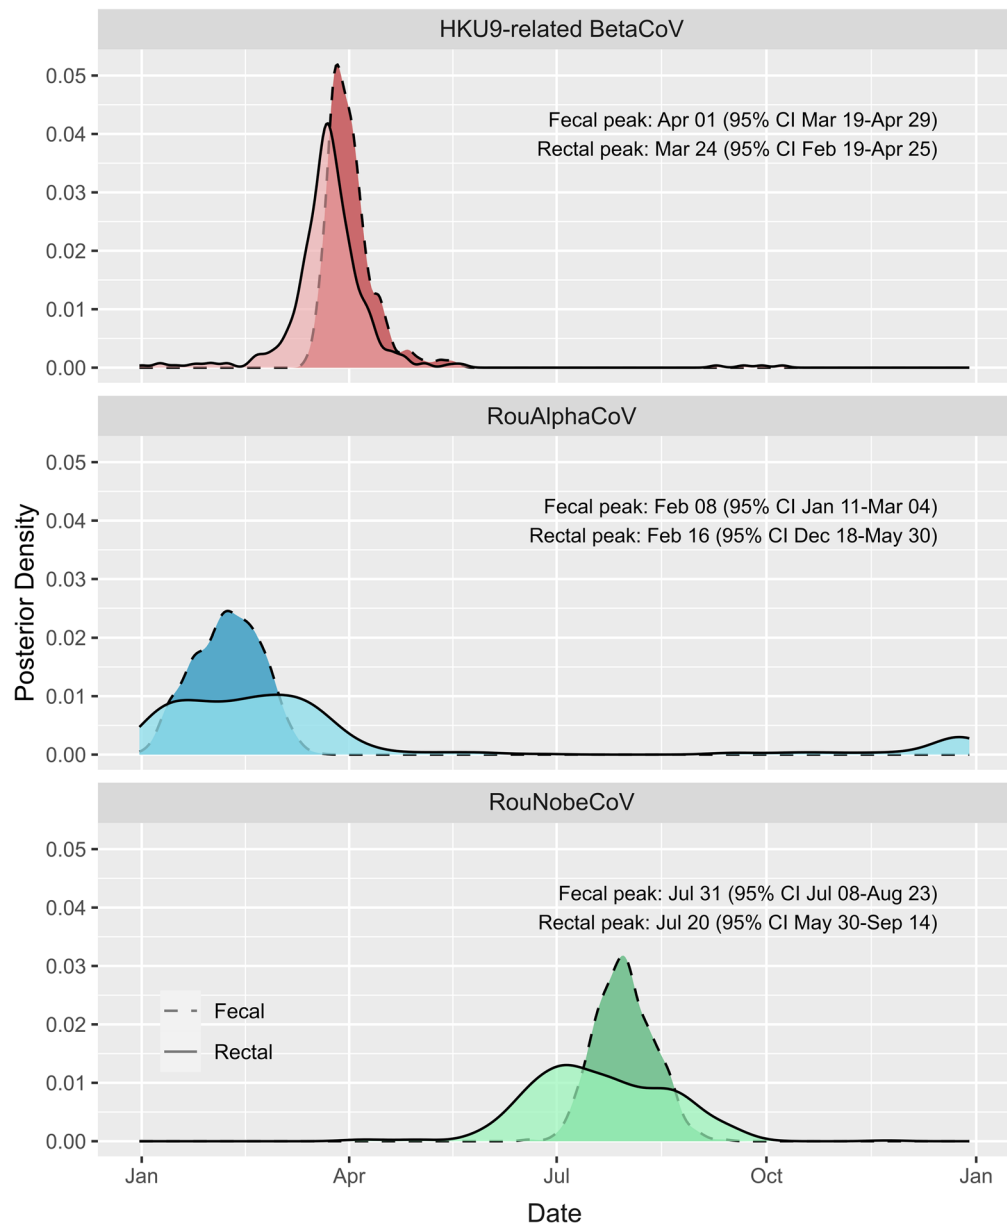 HKU9-related BetaCoV
0.05
0.04
0.03
0.02
0.01
0.00
Fecal peak: Apr 01 (95% CI Mar 19-Apr 29)
Rectal peak: Mar 24 (95% CI Feb 19-Apr 25)
RouAlphaCoV
0.05
0.04
0.03
0.02
0.01
0.00
Fecal peak: Feb 08 (95% CI Jan 11-Mar 04)
Rectal peak: Feb 16 (95% CI Dec 18-May 30)
Posterior Density
RouNobeCoV
0.05
0.04
0.03
0.02
0.01
0.00
Fecal peak: Jul 31 (95% CI Jul 08-Aug 23)
Rectal peak: Jul 20 (95% CI May 30-Sep 14)
Fecal
Rectal
Jan Apr Jul Oct Jan
Date